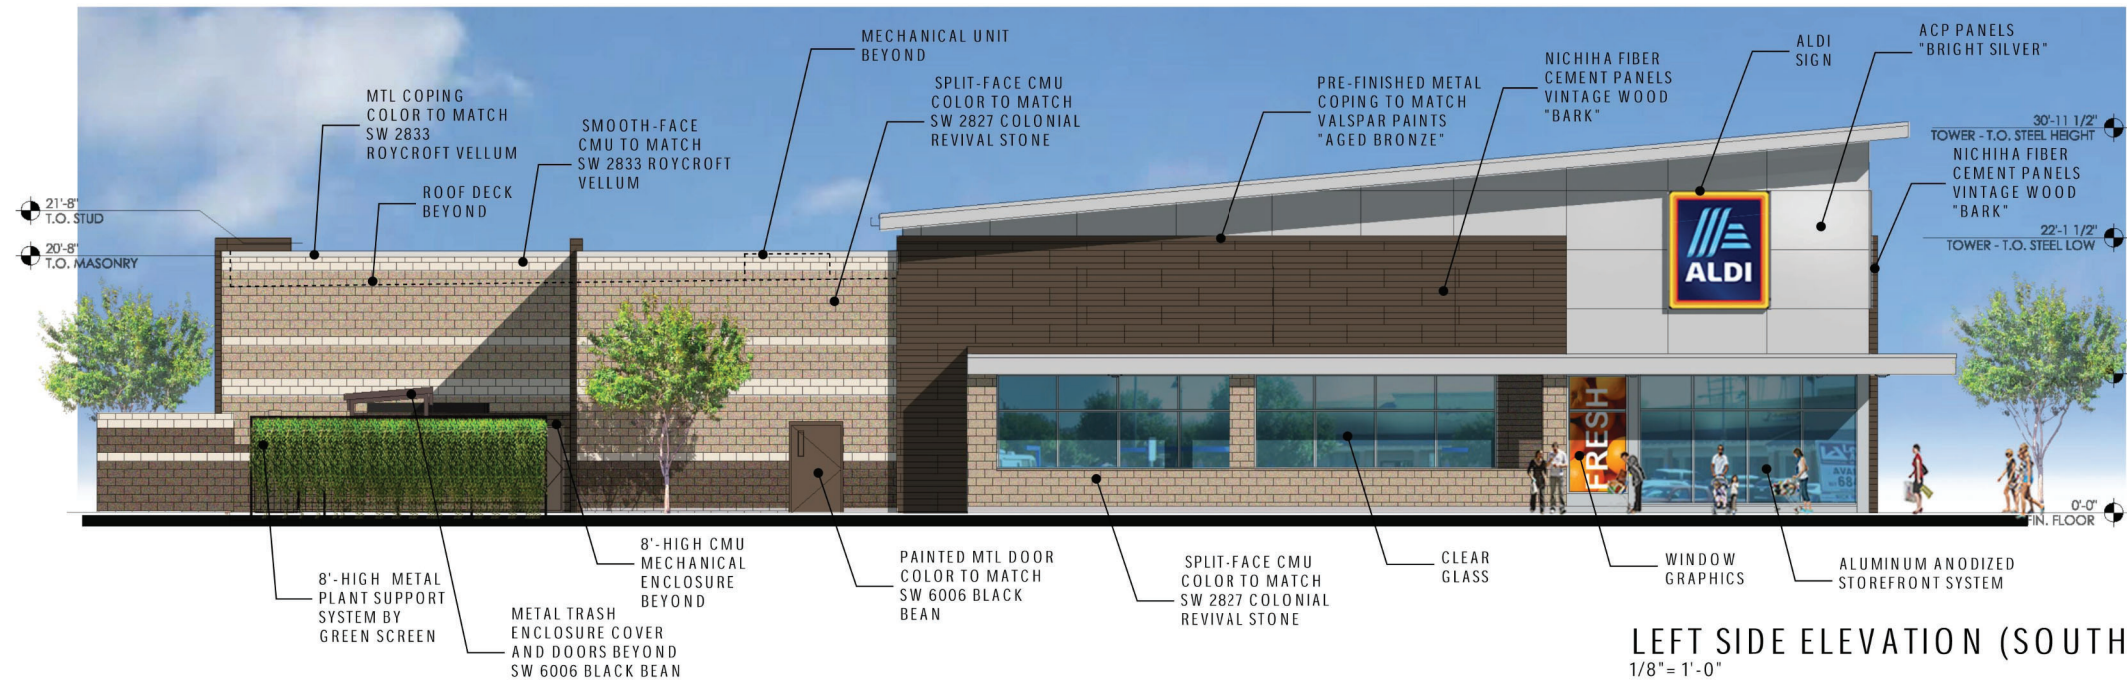 MECHANICAL UNIT
BEYOND
MTL COPING
COLOR TO MATCH
SW 2833
ROYCROFT VELLUM
SMOOTH-FACE
CMU TO MATCH
SW 2833 ROYCROFT
VELLUM
SPLIT-FACE CMU
COLOR TO MATCH
SW 2827 COLONIAL
REVIVAL STONE
PRE-FINISHED METAL
COPING TO MATCH
VALSPAR PAINTS
"AGED BRONZE"
NICHIHA FIBER
CEMENT PANELS
VINTAGE WOOD
"BARK"
ALDI
SIGN
ACP PANELS
"BRIGHT SILVER"
30'-11 1/2"
TOWER - T.O. STEEL HEIGHT
NICHIHA FIBER
CEMENT PANELS
VINTAGE WOOD
"BARK"
22'-1 1/2"
TOWER - T.O. STEEL LOW
ROOF DECK
BEYOND
21'-8"
T.O. STUD
20'-8"
T.O. MASONRY
ALDI
FRESH
0'-0"
FIN. FLOOR
8'-HIGH METAL
PLANT SUPPORT
SYSTEM BY
GREEN SCREEN
METAL TRASH
ENCLOSURE COVER
AND DOORS BEYOND
SW 6006 BLACK BEAN
8'-HIGH CMU
MECHANICAL
ENCLOSURE
BEYOND
PAINTED MTL DOOR
COLOR TO MATCH
SW 6006 BLACK
BEAN
SPLIT-FACE CMU
COLOR TO MATCH
SW 2827 COLONIAL
REVIVAL STONE
CLEAR
GLASS
WINDOW
GRAPHICS
ALUMINUM ANODIZED
STOREFRONT SYSTEM
LEFT SIDE ELEVATION (SOUTH
1/8"= 1'-0"